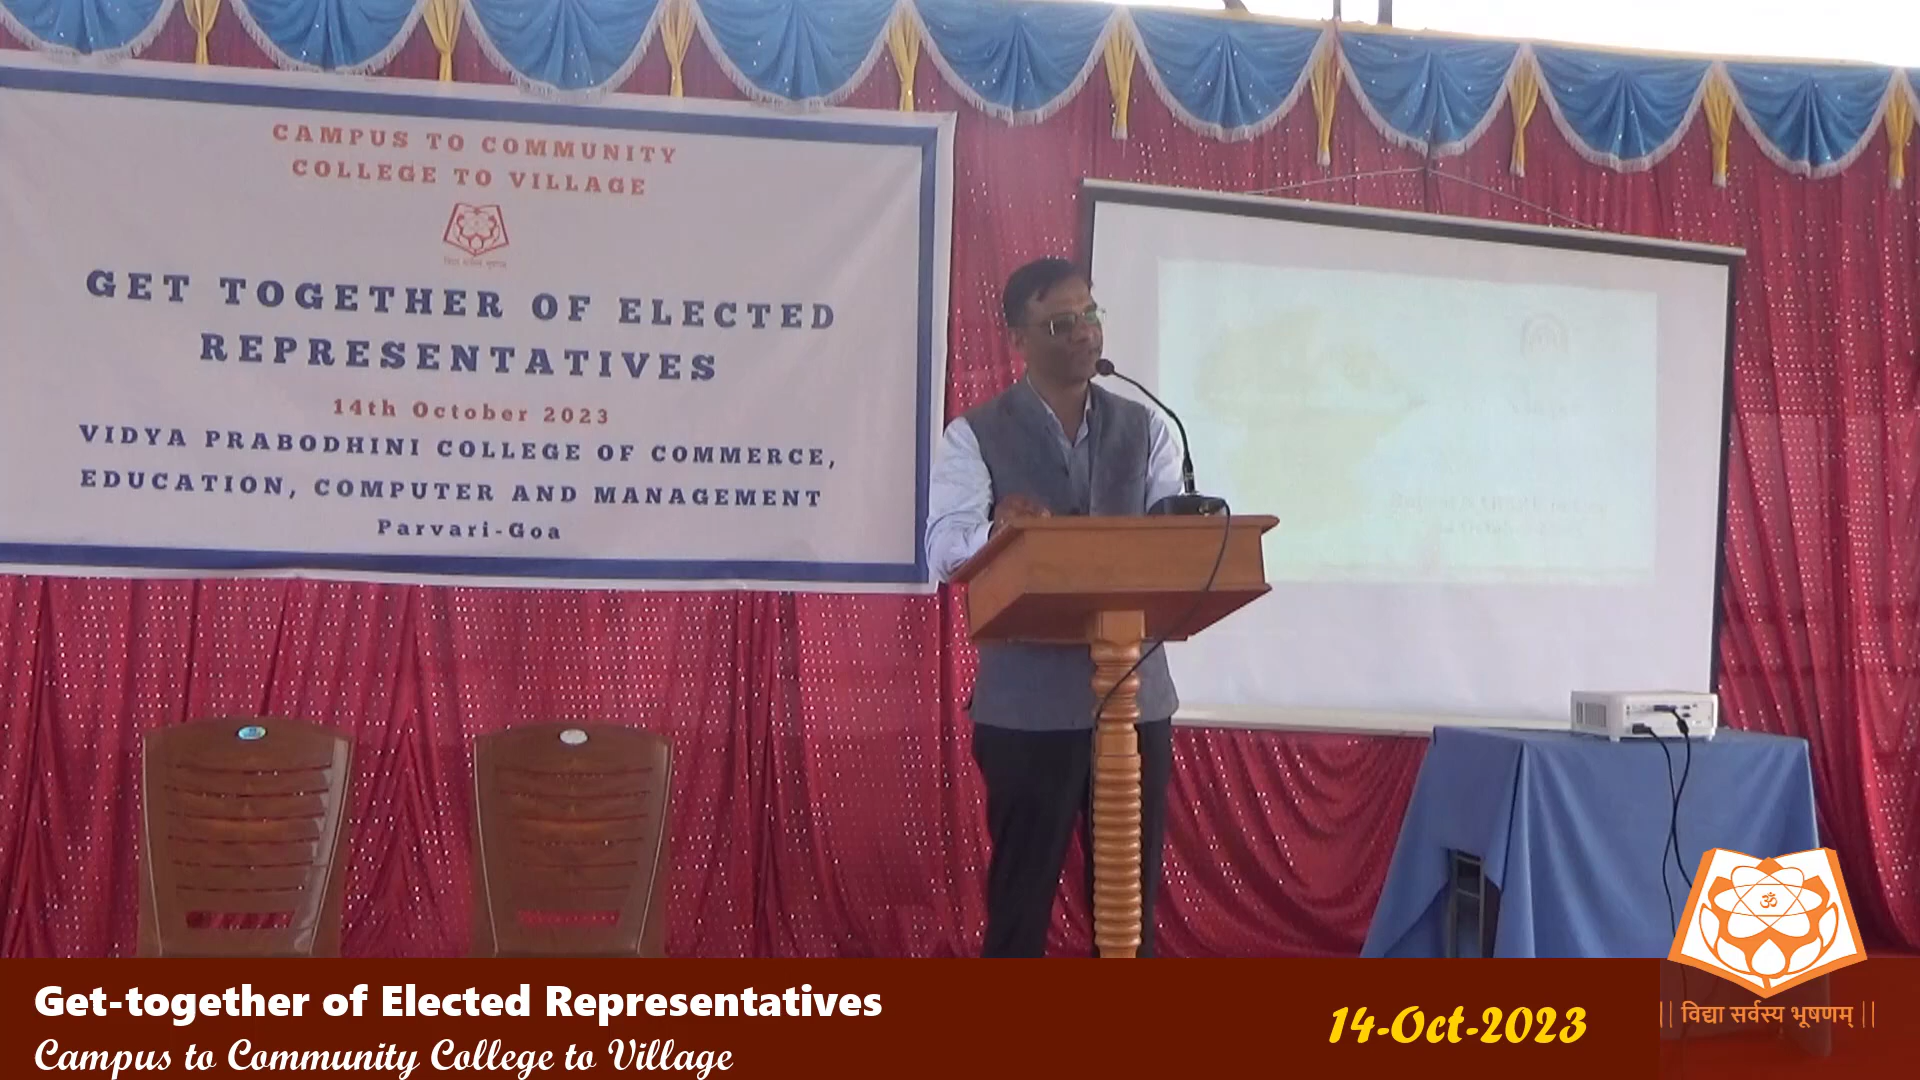 CAMPUS TO COMMUNITY
COLLEGE TO VILLAGE
GET TOGETHER OF ELECTED
REPRESENTATIVES
14th October 2023
VIDYA PRABODHINI COLLEGE OF COMMERCE,
EDUCATION, COMPUTER AND MANAGEMENT
Parvari-Goa
ॐ
Get-together of Elected Representatives
Campus to Community College to Village
14-Oct-2023
|| विद्या सर्वस्य भूषणम् ||